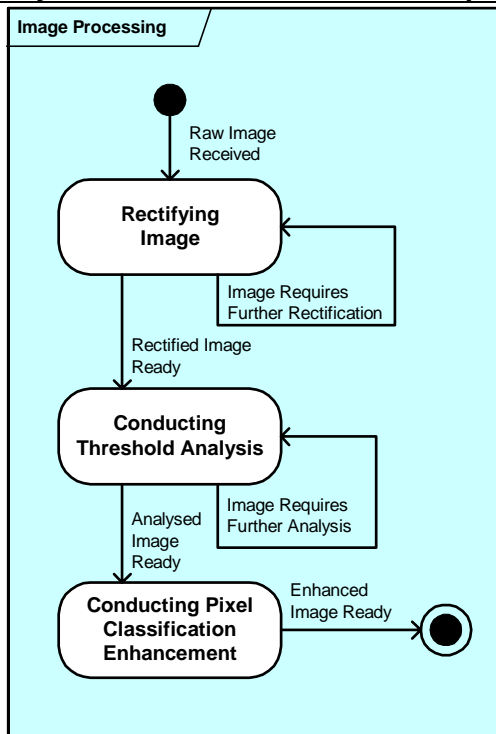 Image Processing
Raw Image
Received
Rectifying
Image
Image Requires
Further Rectification
Rectified Image
Ready
Conducting
Threshold Analysis
Image Requires
Further Analysis
Analysed
Image
Ready
Conducting Pixel
Classification
Enhancement
Enhanced
Image Ready